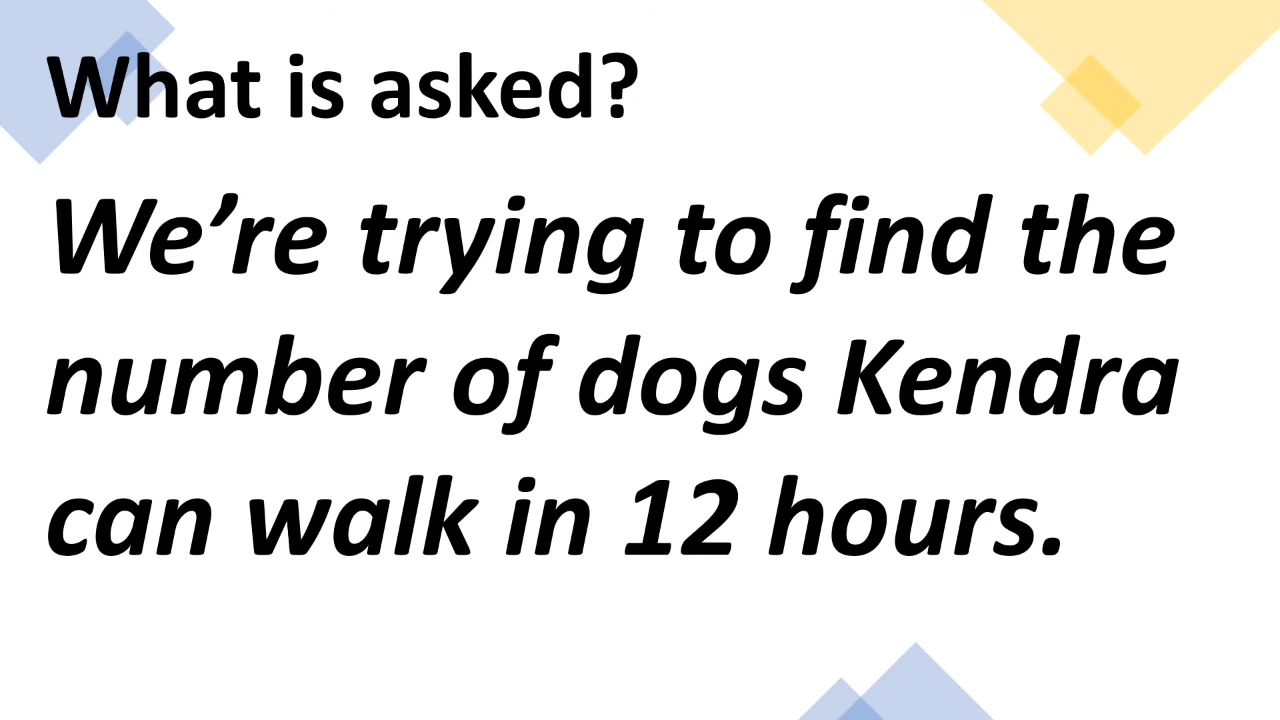 What is asked?
We’re trying to find the
number of dogs Kendra
can walk in 12 hours.